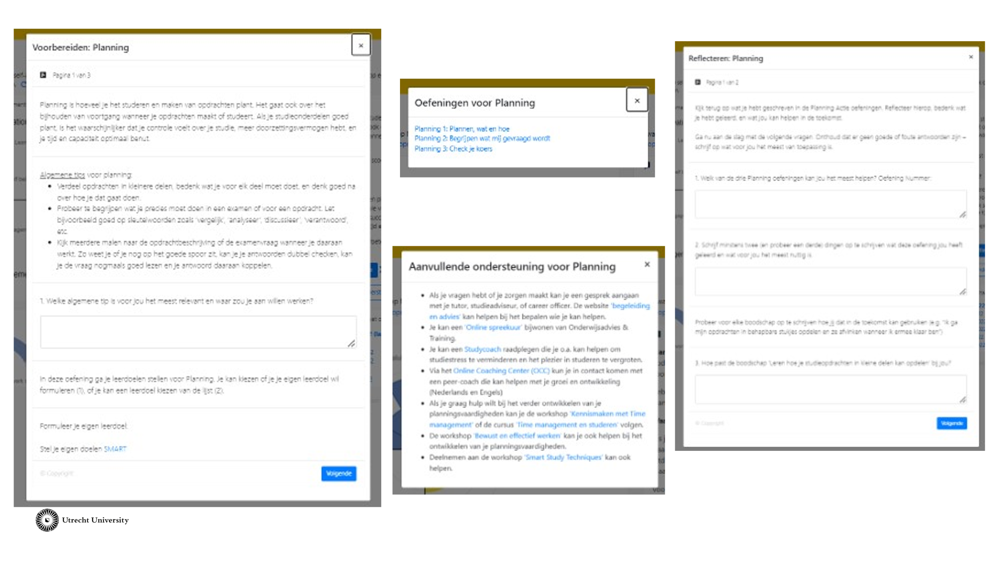 Voorbereiden: Planning
×
Pagina 1 van 3
Planning is hoeveel je het studeren en maken van opdrachten plant. Het gaat ook over het
bijhouden van voortgang wanneer je opdrachten maakt of studeert. Als je studieonderdelen goed
plant, is het waarschijnlijker dat je controle voelt over je studie, meer doorzettingsvermogen hebt, en
je tijd en capaciteit optimaal benut.
Algemene tips voor planning:
• Verdeel opdrachten in kleinere delen, bedenk wat je voor elk deel moet doet, en denk goed na
over hoe je dat gaat doen.
• Probeer te begrijpen wat je precies moet doen in een examen of voor een opdracht. Let
bijvoorbeeld goed op sleutelwoorden zoals 'vergelijk', 'analyseer', 'discussieer', 'verantwoord',
etc.
• Kijk meerdere malen naar de opdrachtbeschrijving of de examenvraag wanneer je daaraan
werkt. Zo weet je of je nog op het goede spoor zit, kan je je antwoorden dubbel checken, kan
je de vraag nogmaals goed lezen en je antwoord daaraan koppelen.
1. Welke algemene tip is voor jou het meest relevant en waar zou je aan willen werken?
In deze oefening ga je leerdoelen stellen voor Planning. Je kan kiezen of je je eigen leerdoel wil
formuleren (1), of je kan een leerdoel kiezen van de lijst (2).
Formuleer je eigen leerdoel:
Stel je eigen doelen SMART
© Copyright
Volgende
Oefeningen voor Planning
×
Planning 1: Plannen, wat en hoe
Planning 2: Begrijpen wat mij gevraagd wordt
Planning 3: Check je koers
Aanvullende ondersteuning voor Planning
×
• Als je vragen hebt of je zorgen maakt kan je een gesprek aangaan
met je tutor, studieadviseur, of career officer. De website 'begeleiding
en advies' kan helpen bij het bepalen wie je kan helpen.
• Je kan een 'Online spreekuur' bijwonen van Onderwijsadvies &
Training.
• Je kan een Studycoach raadplegen die je o.a. kan helpen om
studiestress te verminderen en het plezier in studeren te vergroten.
• Via het Online Coaching Center (OCC) kun je in contact komen met
een peer-coach die kan helpen met je groei en ontwikkeling
(Nederlands en Engels)
• Als je graag hulp wilt bij het verder ontwikkelen van je
planningsvaardigheden kan je de workshop 'Kennismaken met Time
management' of de cursus 'Time management en studeren' volgen.
• De workshop 'Bewust en effectief werken' kan je ook helpen bij het
ontwikkelen van je planningsvaardigheden.
• Deelnemen aan de workshop 'Smart Study Techniques' kan ook
helpen.
Reflecteren: Planning
×
Pagina 1 van 2
Kijk terug op wat je hebt geschreven in de Planning Actie oefeningen. Reflecteer hierop, bedenk wat
je hebt geleerd, en wat jou kan helpen in de toekomst.
Ga nu aan de slag met de volgende vragen. Onthoud dat er geen goede of foute antwoorden zijn –
schrijf op wat voor jou het meest van toepassing is.
1. Welk van de drie Planning oefeningen kan jou het meest helpen? Oefening Nummer:
2. Schrijf minstens twee (en probeer een derde) dingen op te schrijven wat deze oefening jou heeft
geleerd en wat voor jou het meest nuttig is.
Probeer voor elke boodschap op te schrijven hoe jij dat in de toekomst kan gebruiken (e.g. "Ik ga
mijn opdrachten in behapbare stukjes opdelen en ze afvinken wanneer ik ermee klaar ben")
3. Hoe past de boodschap 'Leren hoe je studieopdrachten in kleine delen kan opdelen' bij jou?
© Copyright
Volgende
Utrecht University